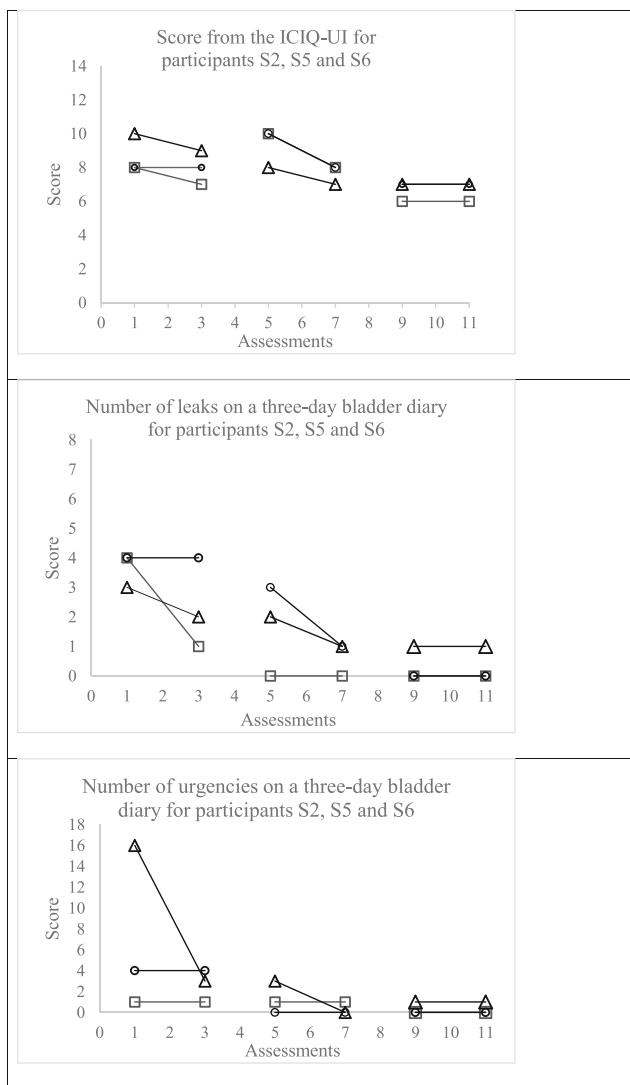 Score from the ICIQ-UI for
participants S2, S5 and S6
14
12
10
8
6
4
2
0
Score
0 1 2 3 4 5 6 7 8 9 10 11
Assessments
Number of leaks on a three-day bladder diary
for participants S2, S5 and S6
8
7
6
5
4
3
2
1
0
Score
0 1 2 3 4 5 6 7 8 9 10 11
Assessments
Number of urgencies on a three-day bladder
diary for participants S2, S5 and S6
18
16
14
12
10
8
6
4
2
0
Score
0 1 2 3 4 5 6 7 8 9 10 11
Assessments